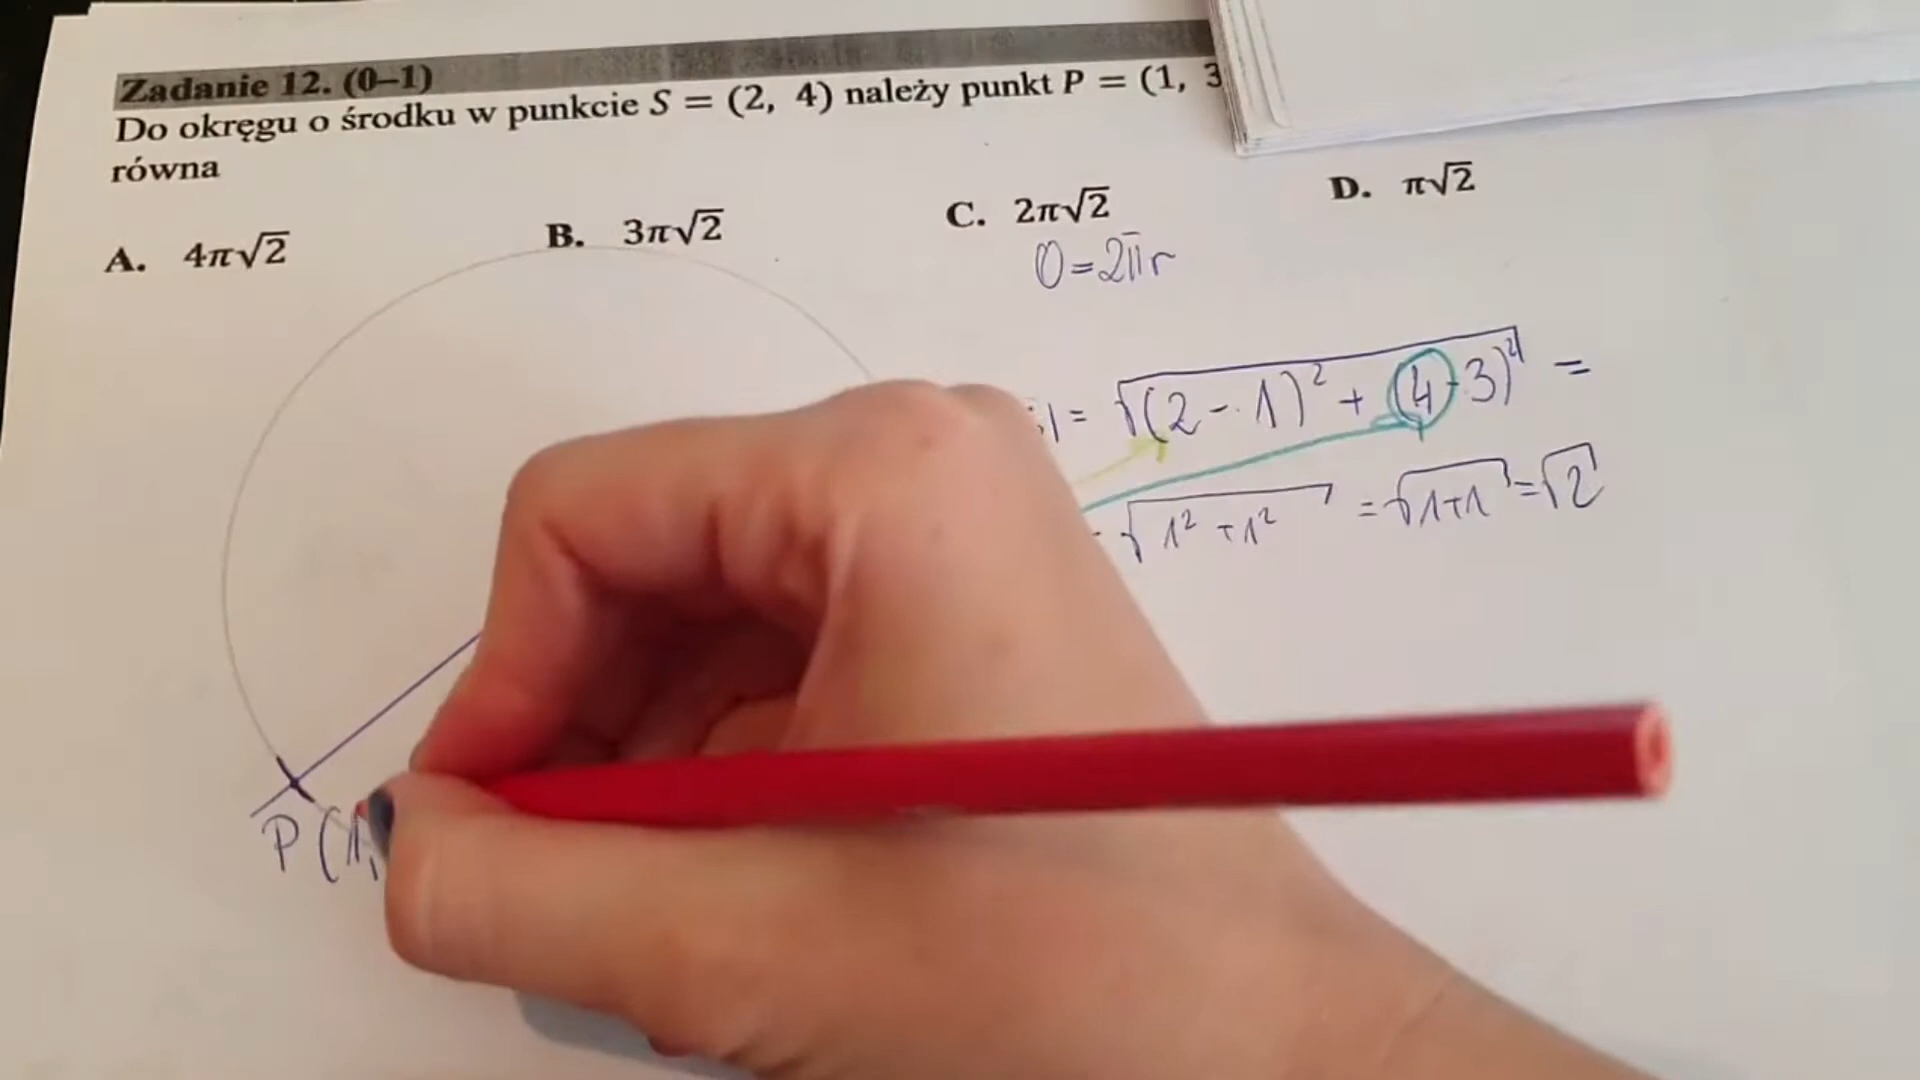 Zadanie 12. (0–1)
Do okręgu o środku w punkcie S = (2, 4) należy punkt P = (1, 3
równa
A. 4π√2
B. 3π√2
C. 2π√2
D. π√2
O=2πr
| = √(2-1)² + (4-3)² =
√1²+1² = √1+1 = √2
P (1,